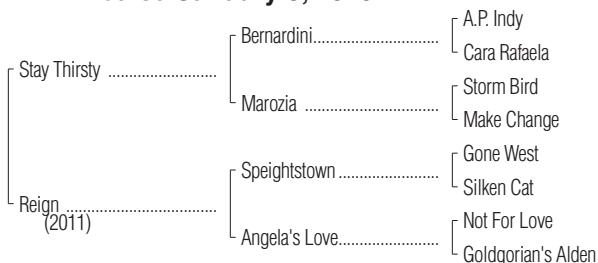 A.P. Indy
Bernardini
Cara Rafaela
Stay Thirsty
Storm Bird
Marozia
Make Change
Gone West
Speightstown
Silken Cat
Reign
(2011)
Not For Love
Angela's Love
Goldgorian's Alden